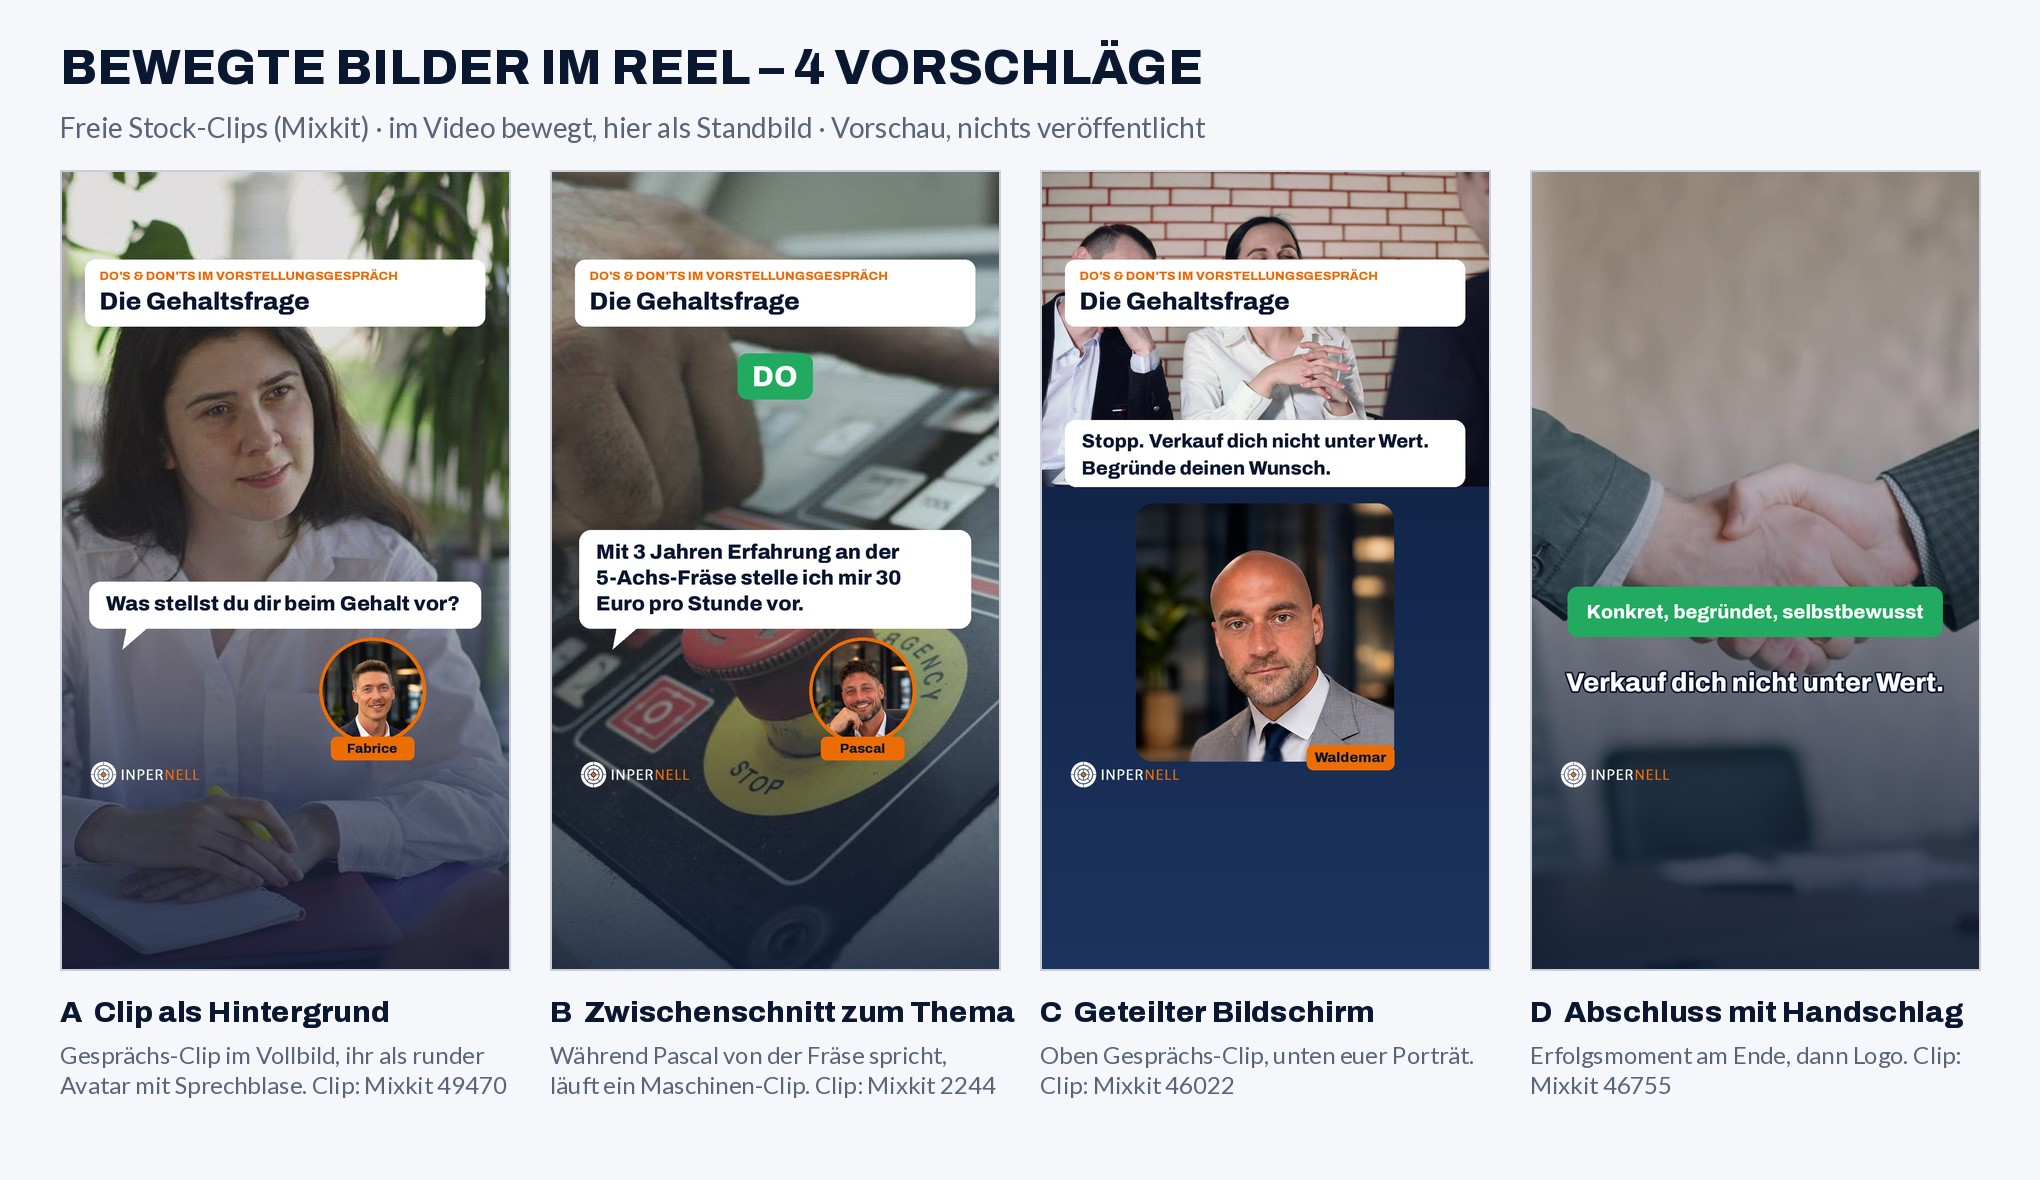 BEWEGTE BILDER IM REEL – 4 VORSCHLÄGE
Freie Stock-Clips (Mixkit) · im Video bewegt, hier als Standbild · Vorschau, nichts veröffentlicht
DO'S & DON'TS IM VORSTELLUNGSGESPRÄCH
Die Gehaltsfrage
Was stellst du dir beim Gehalt vor?
Fabrice
INPERNELL
A Clip als Hintergrund
Gesprächs-Clip im Vollbild, ihr als runder
Avatar mit Sprechblase. Clip: Mixkit 49470
DO'S & DON'TS IM VORSTELLUNGSGESPRÄCH
Die Gehaltsfrage
DO
Mit 3 Jahren Erfahrung an der
5-Achs-Fräse stelle ich mir 30
Euro pro Stunde vor.
Pascal
STOP
INPERNELL
B Zwischenschnitt zum Thema
Während Pascal von der Fräse spricht,
läuft ein Maschinen-Clip. Clip: Mixkit 2244
DO'S & DON'TS IM VORSTELLUNGSGESPRÄCH
Die Gehaltsfrage
Stopp. Verkauf dich nicht unter Wert.
Begründe deinen Wunsch.
Waldemar
INPERNELL
C Geteilter Bildschirm
Oben Gesprächs-Clip, unten euer Porträt.
Clip: Mixkit 46022
Konkret, begründet, selbstbewusst
Verkauf dich nicht unter Wert.
INPERNELL
D Abschluss mit Handschlag
Erfolgsmoment am Ende, dann Logo. Clip:
Mixkit 46755